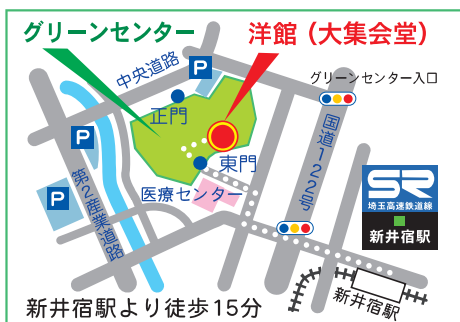 グリーンセンター
洋館（大集会堂）
中央道路
P
グリーンセンター入口
正門
P
国道122号
東門
P
医療センター
第2産業道路
SR
埼玉高速鉄道線
新井宿駅
新井宿駅
新井宿駅より徒歩15分